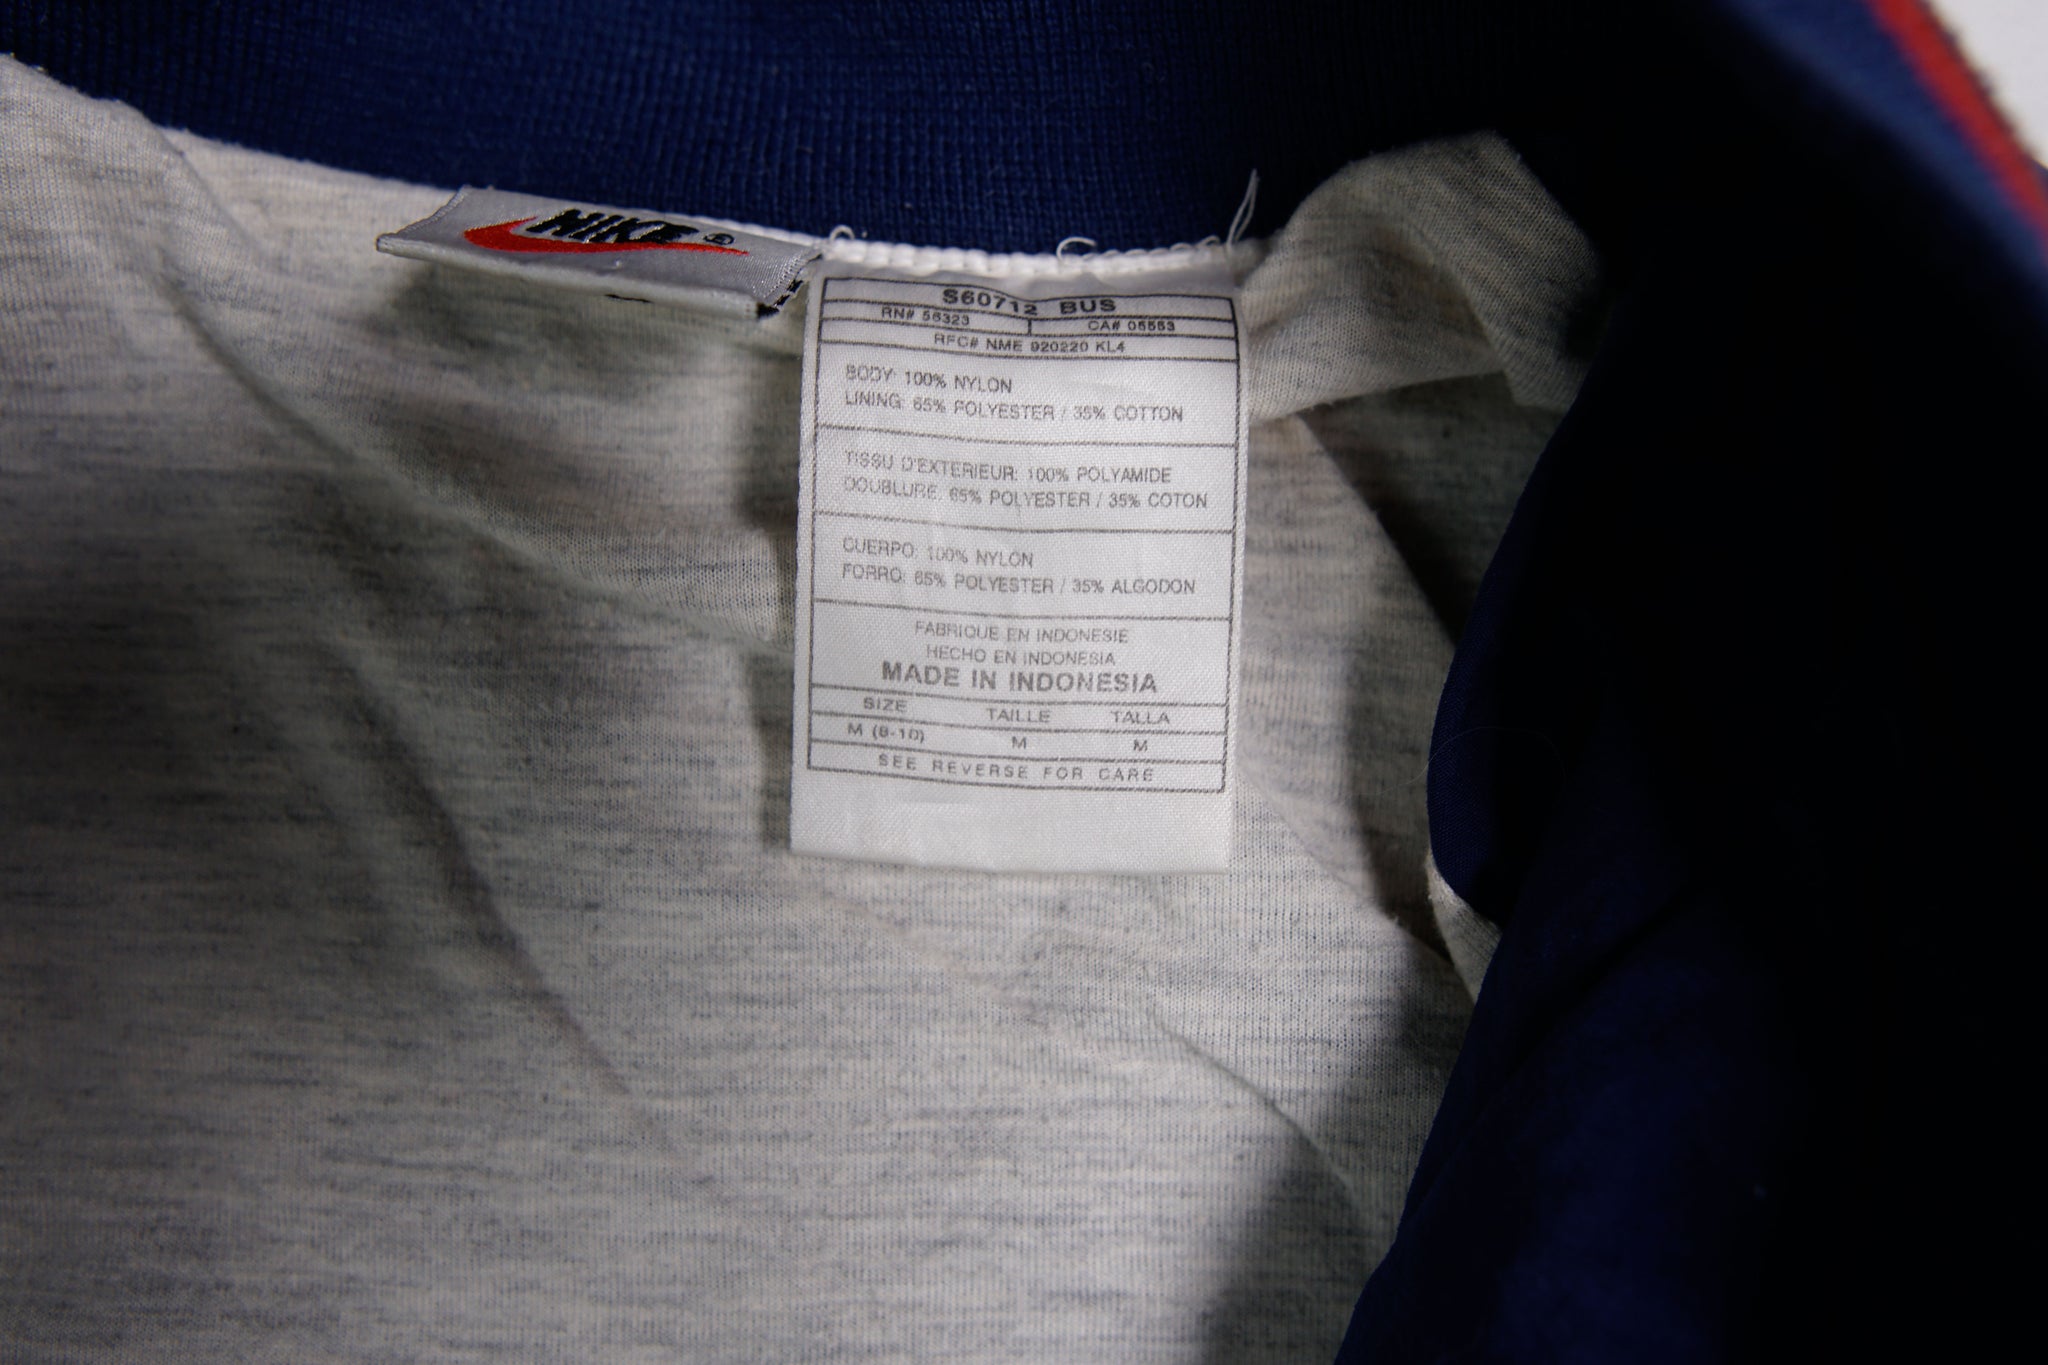 NIKE®
S60712 BUS
RN# 56323 CA# 05553
RFC# NME 920220 KL4
BODY: 100% NYLON
LINING: 65% POLYESTER / 35% COTTON
TISSU D'EXTERIEUR: 100% POLYAMIDE
DOUBLURE: 65% POLYESTER / 35% COTON
CUERPO: 100% NYLON
FORRO: 65% POLYESTER / 35% ALGODON
FABRIQUE EN INDONESIE
HECHO EN INDONESIA
MADE IN INDONESIA
SIZE TAILLE TALLA
M (8-10) M M
SEE REVERSE FOR CARE